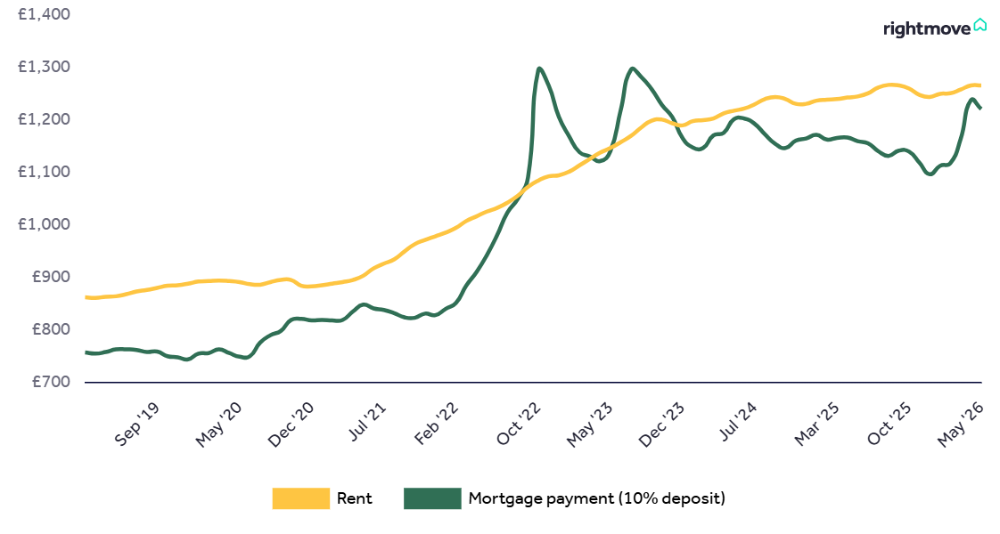 £1,400
rightmove
£1,300
£1,200
£1,100
£1,000
£900
£800
£700
Sep '19
May '20
Dec '20
Jul '21
Feb '22
Oct '22
May '23
Dec '23
Jul '24
Mar '25
Oct '25
May '26
Rent
Mortgage payment (10% deposit)